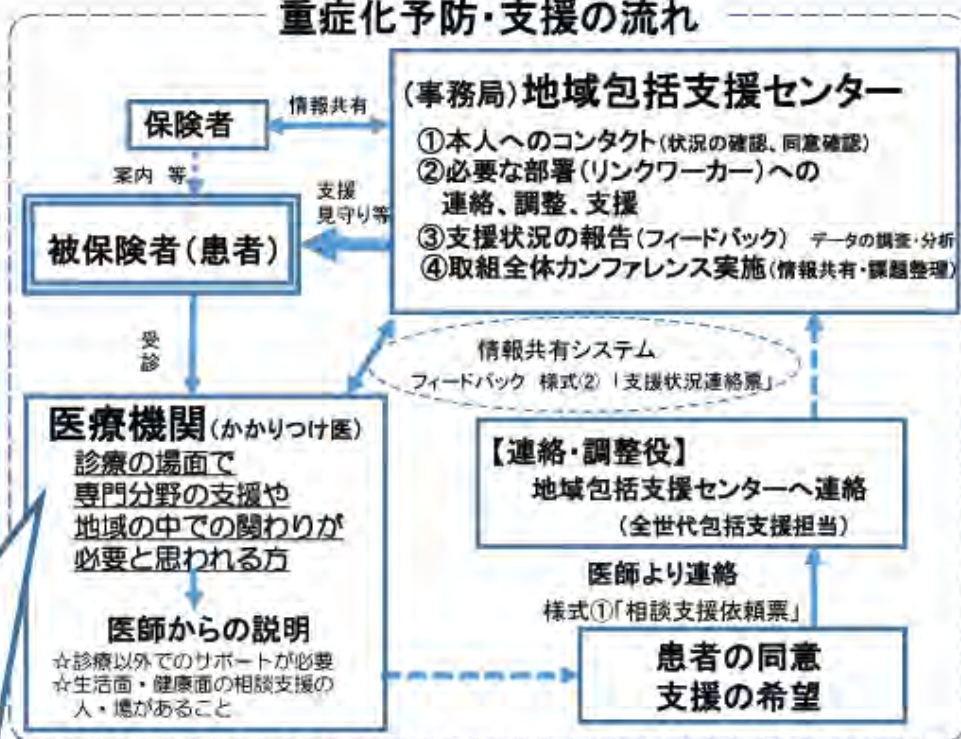 重症化予防・支援の流れ
保険者
情報共有
(事務局)地域包括支援センター
①本人へのコンタクト(状況の確認、同意確認)
②必要な部署(リンクワーカー)への
連絡、調整、支援
③支援状況の報告(フィードバック) データの調査・分析
④取組全体カンファレンス実施(情報共有・課題整理)
案内 等
支援
見守り等
被保険者(患者)
受
診
情報共有システム
フィードバック 様式②「支援状況連絡票」
医療機関(かかりつけ医)
診療の場面で
専門分野の支援や
地域の中での関わりが
必要と思われる方
医師からの説明
☆診療以外でのサポートが必要
☆生活面・健康面の相談支援の
人・場があること
【連絡・調整役】
地域包括支援センターへ連絡
(全世代包括支援担当)
医師より連絡
様式①「相談支援依頼票」
患者の同意
支援の希望